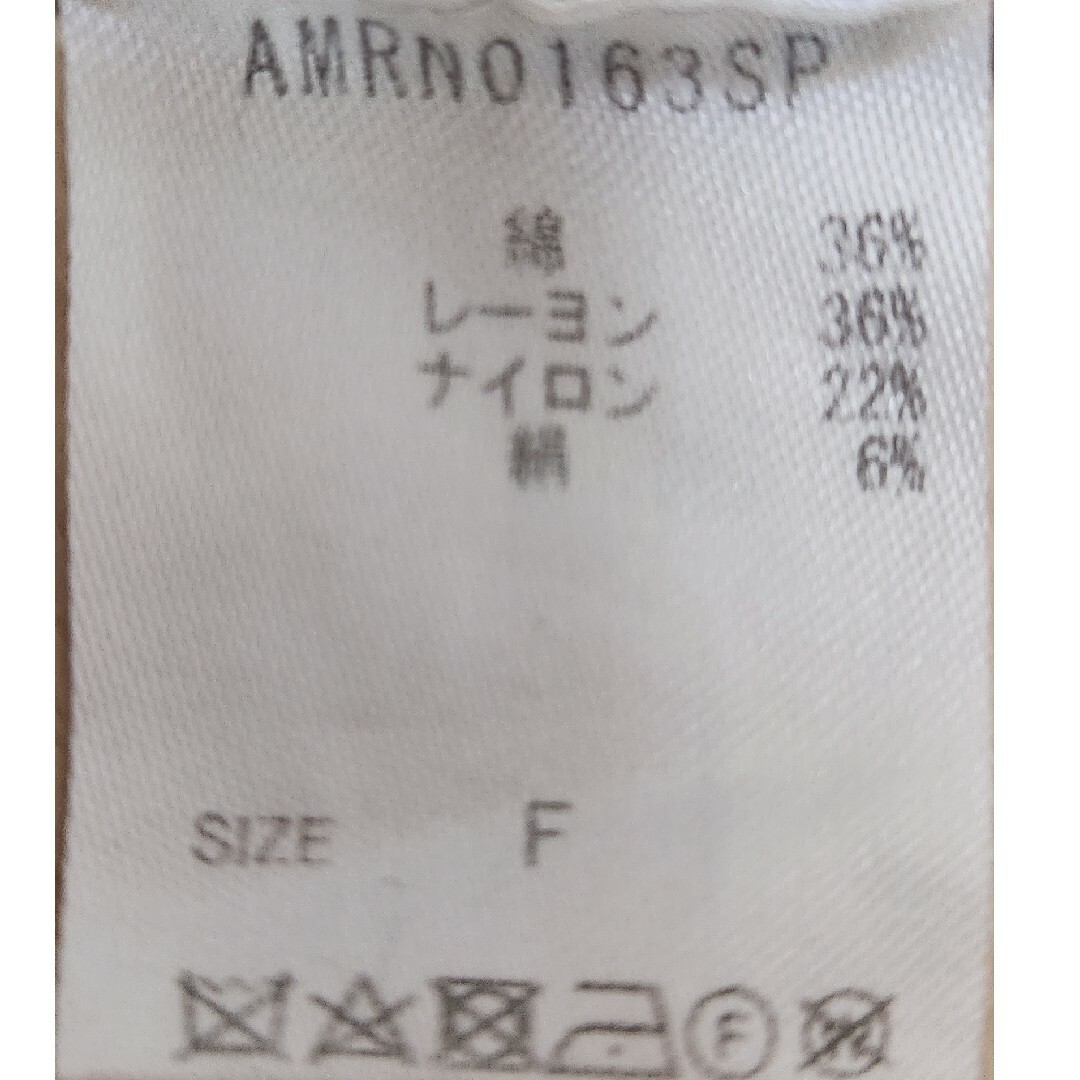 AMRN0163SP
綿 36%
レーヨン 36%
ナイロン 22%
絹 6%
SIZE F
F
W